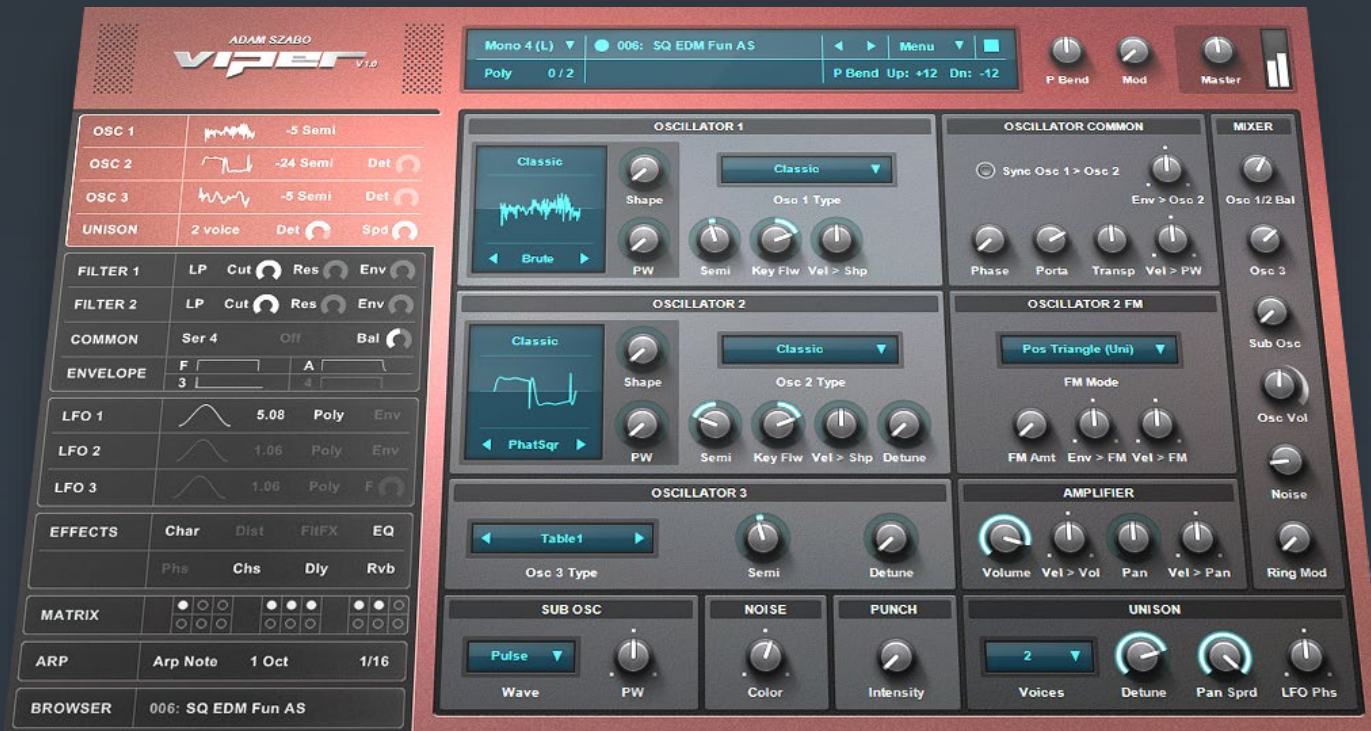 ADAM SZABO
VIPER V1.0
Mono 4 (L) ▼ 006: SQ EDM Fun AS ◀ ▶ Menu ▼
Poly 0 / 2 P Bend Up: +12 Dn: -12
P Bend Mod Master
OSC 1 -5 Semi
OSC 2 -24 Semi Det
OSC 3 -5 Semi Det
UNISON 2 voice Det Spd
FILTER 1 LP Cut Res Env
FILTER 2 LP Cut Res Env
COMMON Ser 4 Off Bal
ENVELOPE F A
3 4
LFO 1 5.08 Poly Env
LFO 2 1.06 Poly Env
LFO 3 1.06 Poly F
EFFECTS Char Dist FltFX EQ
Phs Chs Dly Rvb
MATRIX
ARP Arp Note 1 Oct 1/16
BROWSER 006: SQ EDM Fun AS
OSCILLATOR 1
Classic
Brute
Shape
PW
Classic ▼
Osc 1 Type
Semi Key Flw Vel > Shp
OSCILLATOR 2
Classic
PhatSqr
Shape
PW
Classic ▼
Osc 2 Type
Semi Key Flw Vel > Shp Detune
OSCILLATOR 3
Table1
Osc 3 Type Semi Detune
SUB OSC
Pulse ▼
Wave PW
NOISE
Color
PUNCH
Intensity
OSCILLATOR COMMON
Sync Osc 1 > Osc 2
Env > Osc 2
Phase Porta Transp Vel > PW
OSCILLATOR 2 FM
Pos Triangle (Uni) ▼
FM Mode
FM Amt Env > FM Vel > FM
AMPLIFIER
Volume Vel > Vol Pan Vel > Pan
MIXER
Osc 1/2 Bal
Osc 3
Sub Osc
Osc Vol
Noise
Ring Mod
UNISON
2 ▼
Voices Detune Pan Sprd LFO Phs